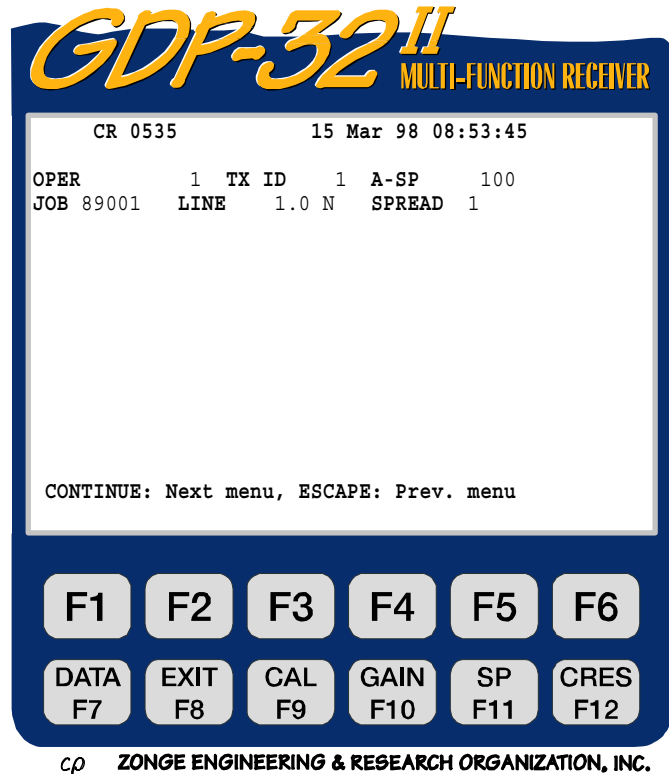 GDP-32 II
MULTI-FUNCTION RECEIVER
CR 0535 15 Mar 98 08:53:45
OPER 1 TX ID 1 A-SP 100
JOB 89001 LINE 1.0 N SPREAD 1
CONTINUE: Next menu, ESCAPE: Prev. menu
F1 F2 F3 F4 F5 F6
DATA EXIT CAL GAIN SP CRES
F7 F8 F9 F10 F11 F12
ZONGE ENGINEERING & RESEARCH ORGANIZATION, INC.